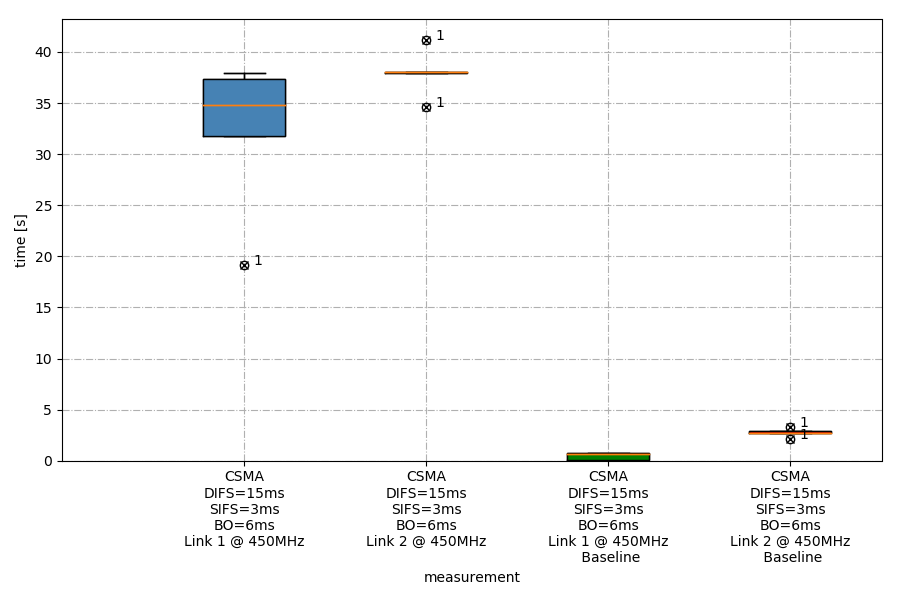 1
40
1
35
30
25
time [s]
20
1
15
10
5
1
1
0
CSMA
DIFS=15ms
SIFS=3ms
BO=6ms
Link 1 @ 450MHz
CSMA
DIFS=15ms
SIFS=3ms
BO=6ms
Link 2 @ 450MHz
CSMA
DIFS=15ms
SIFS=3ms
BO=6ms
Link 1 @ 450MHz
Baseline
CSMA
DIFS=15ms
SIFS=3ms
BO=6ms
Link 2 @ 450MHz
Baseline
measurement